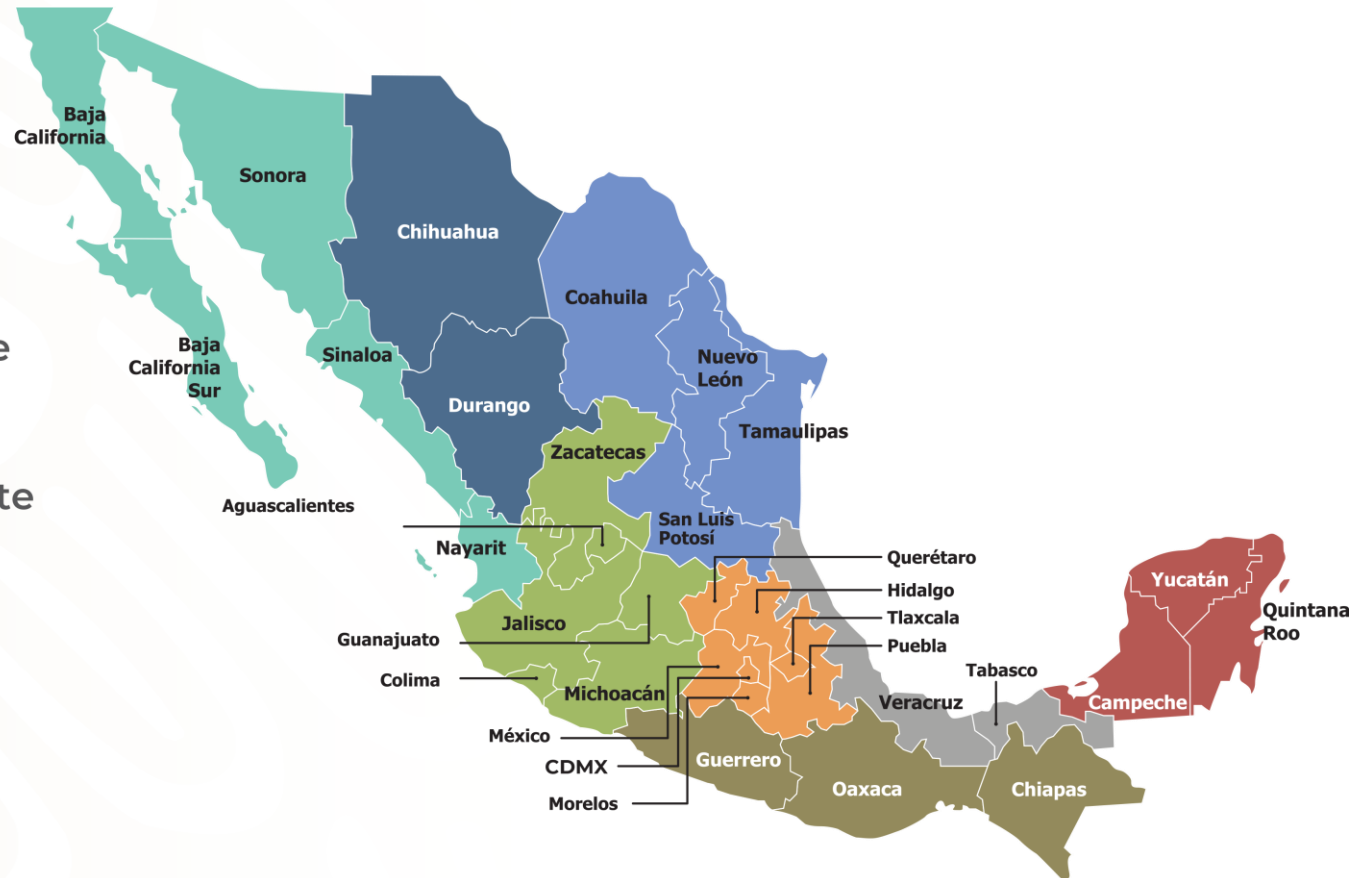 Baja
California
Sonora
Chihuahua
Coahuila
Baja
California
Sur
Sinaloa
Nuevo
León
Durango
Tamaulipas
Zacatecas
Aguascalientes
San Luis
Potosí
Nayarit
Querétaro
Hidalgo
Tlaxcala
Puebla
Yucatán
Quintana
Roo
Jalisco
Guanajuato
Colima
Michoacán
Tabasco
Veracruz
Campeche
México
CDMX
Morelos
Guerrero
Oaxaca
Chiapas